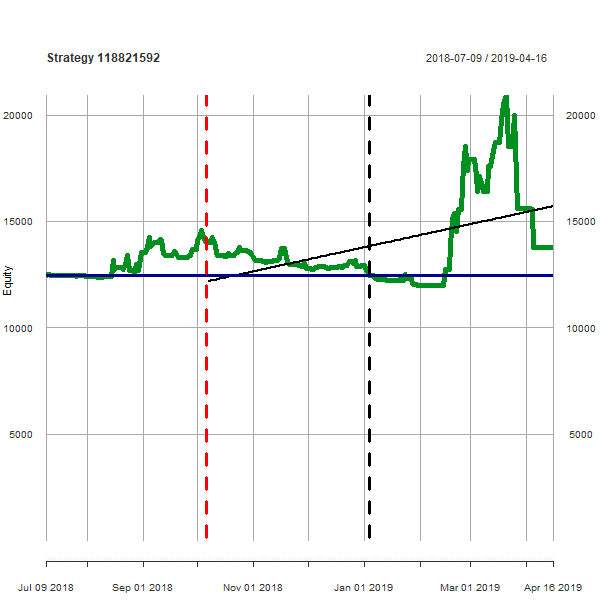 Strategy 118821592 2018-07-09 / 2019-04-16
20000 20000
15000 15000
Equity
10000 10000
5000 5000
Jul 09 2018 Sep 01 2018 Nov 01 2018 Jan 01 2019 Mar 01 2019 Apr 16 2019